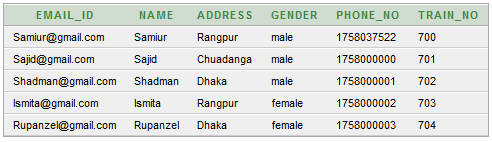 EMAIL_ID NAME ADDRESS GENDER PHONE_NO TRAIN_NO
Samiur@gmail.com Samiur Rangpur male 1758037522 700
Sajid@gmail.com Sajid Chuadanga male 1758000000 701
Shadman@gmail.com Shadman Dhaka male 1758000001 702
Ismita@gmail.com Ismita Rangpur female 1758000002 703
Rupanzel@gmail.com Rupanzel Dhaka female 1758000003 704